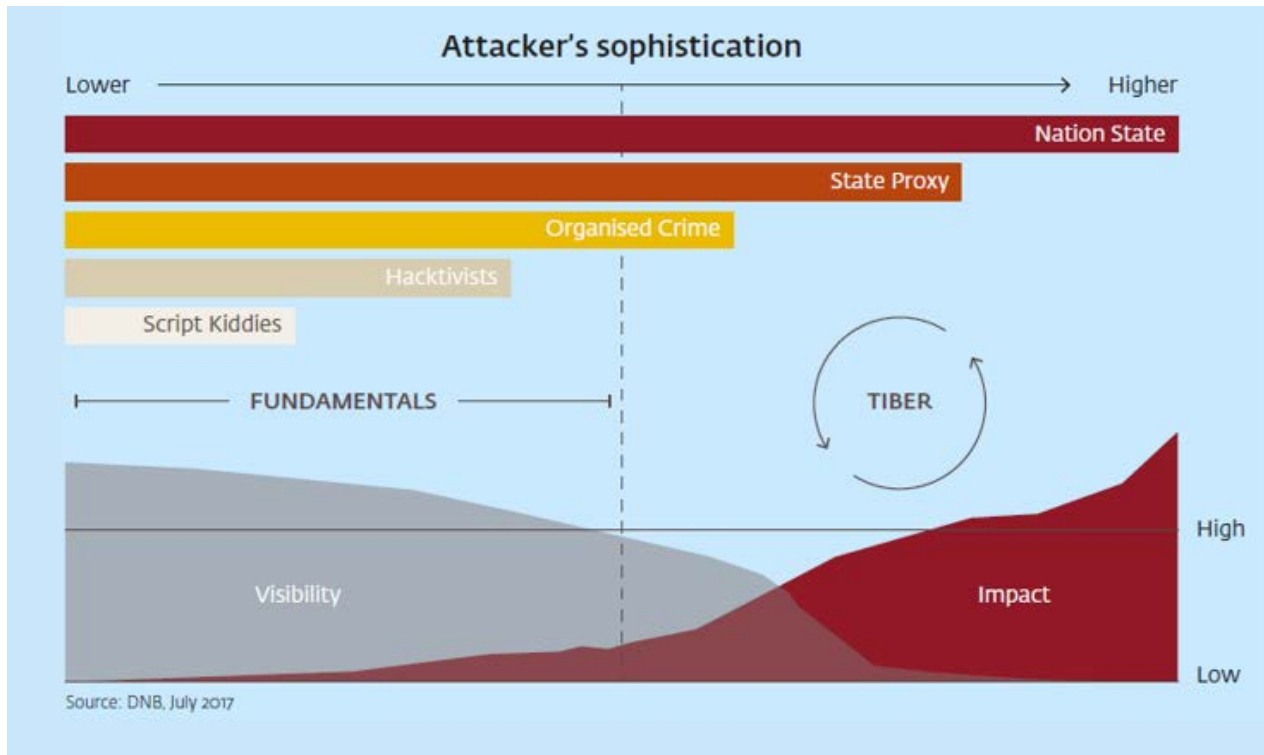 Attacker's sophistication
Lower
Higher
Nation State
State Proxy
Organised Crime
Hacktivists
Script Kiddies
FUNDAMENTALS
TIBER
High
Visibility
Impact
Low
Source: DNB, July 2017